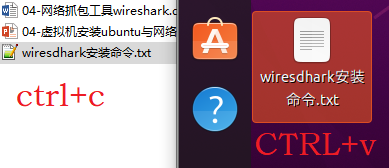 04-网络抓包工具wireshark.d
04-虚拟机安装ubuntu与网络
wiresdhark安装命令.txt
ctrl+c
wiresdhark安装
命令.txt
CTRL+v